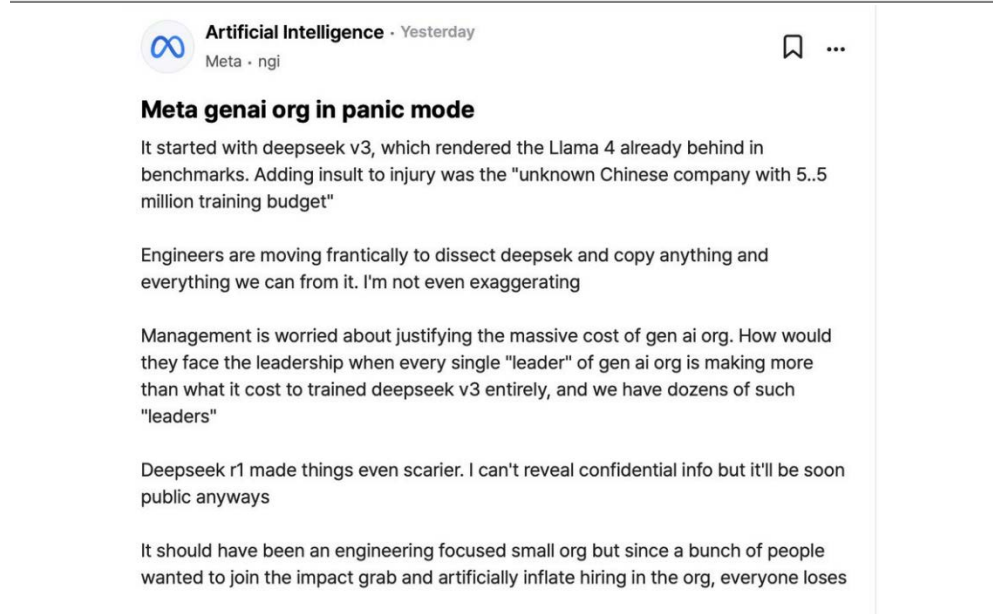 Artificial Intelligence · Yesterday
Meta · ngi
Meta genai org in panic mode
It started with deepseek v3, which rendered the Llama 4 already behind in
benchmarks. Adding insult to injury was the "unknown Chinese company with 5..5
million training budget"
Engineers are moving frantically to dissect deepsek and copy anything and
everything we can from it. I'm not even exaggerating
Management is worried about justifying the massive cost of gen ai org. How would
they face the leadership when every single "leader" of gen ai org is making more
than what it cost to trained deepseek v3 entirely, and we have dozens of such
"leaders"
Deepseek r1 made things even scarier. I can't reveal confidential info but it'll be soon
public anyways
It should have been an engineering focused small org but since a bunch of people
wanted to join the impact grab and artificially inflate hiring in the org, everyone loses